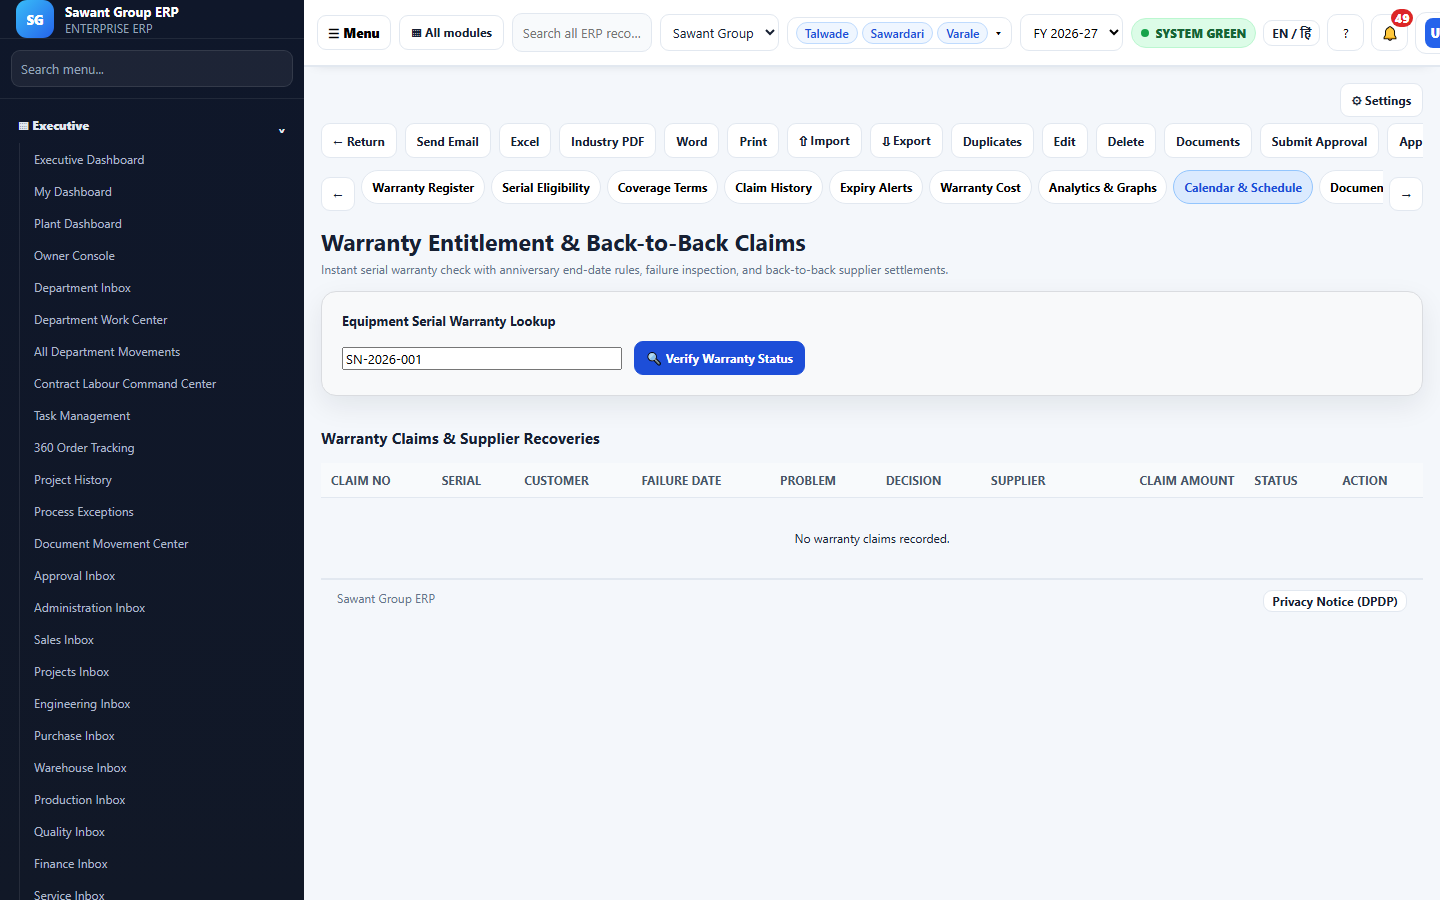 SG
Sawant Group ERP
ENTERPRISE ERP
☰ Menu
All modules
Search all ERP reco...
Sawant Group
Talwade
Sawardari
Varale
FY 2026-27
SYSTEM GREEN
EN / हिं
?
49
U
Search menu...
⚙ Settings
Executive
Executive Dashboard
My Dashboard
Plant Dashboard
Owner Console
Department Inbox
Department Work Center
All Department Movements
Contract Labour Command Center
Task Management
360 Order Tracking
Project History
Process Exceptions
Document Movement Center
Approval Inbox
Administration Inbox
Sales Inbox
Projects Inbox
Engineering Inbox
Purchase Inbox
Warehouse Inbox
Production Inbox
Quality Inbox
Finance Inbox
Service Inbox
← Return
Send Email
Excel
Industry PDF
Word
Print
⇧ Import
⇩ Export
Duplicates
Edit
Delete
Documents
Submit Approval
App
←
Warranty Register
Serial Eligibility
Coverage Terms
Claim History
Expiry Alerts
Warranty Cost
Analytics & Graphs
Calendar & Schedule
Documen
→
Warranty Entitlement & Back-to-Back Claims
Instant serial warranty check with anniversary end-date rules, failure inspection, and back-to-back supplier settlements.
Equipment Serial Warranty Lookup
SN-2026-001
🔍 Verify Warranty Status
Warranty Claims & Supplier Recoveries
CLAIM NO
SERIAL
CUSTOMER
FAILURE DATE
PROBLEM
DECISION
SUPPLIER
CLAIM AMOUNT
STATUS
ACTION
No warranty claims recorded.
Sawant Group ERP
Privacy Notice (DPDP)